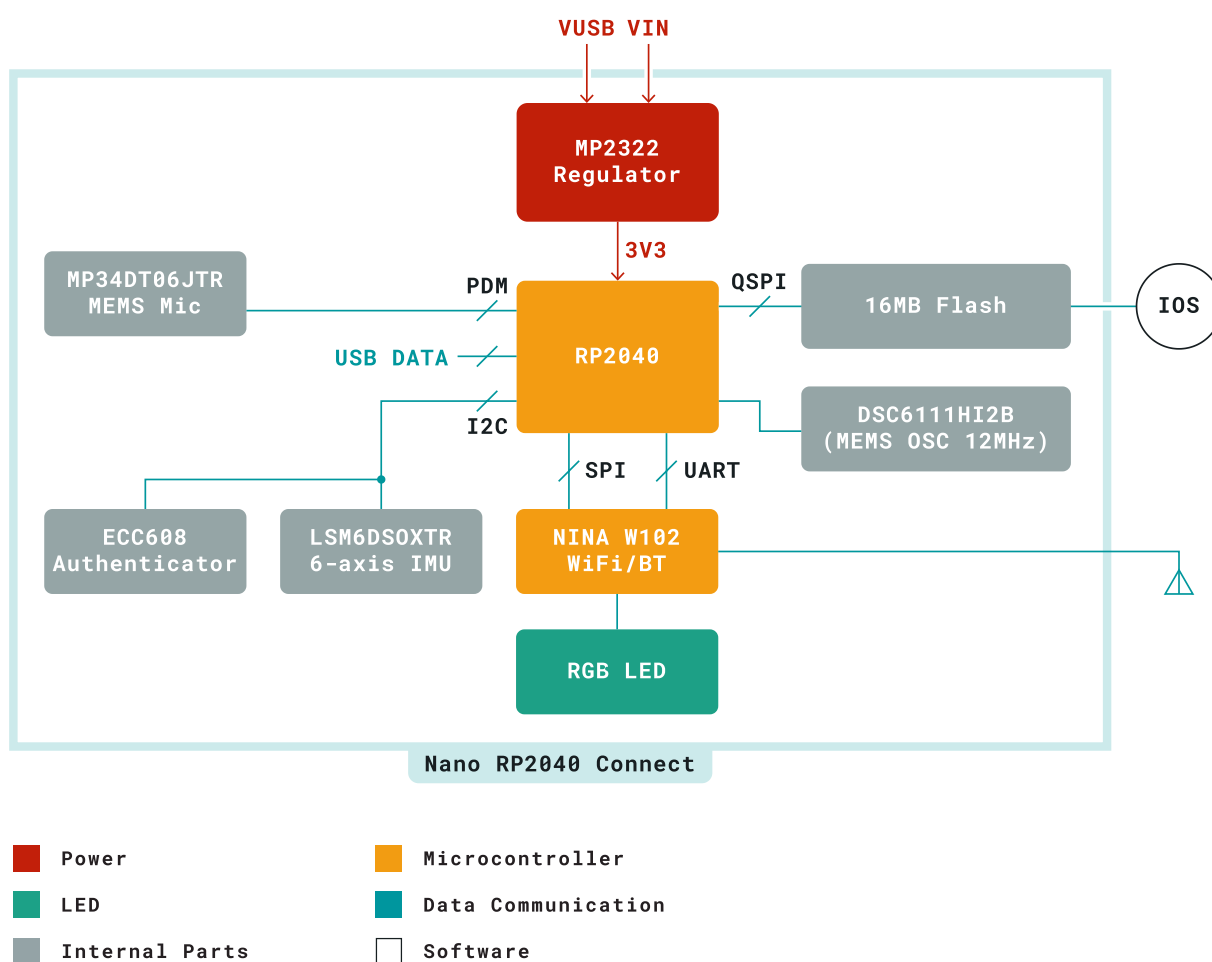 VUSB VIN
MP2322
Regulator
3V3
MP34DT06JTR
MEMS Mic
PDM
QSPI
16MB Flash
IOS
RP2040
USB DATA
I2C
DSC6111HI2B
(MEMS OSC 12MHz)
SPI
UART
ECC608
Authenticator
LSM6DSOXTR
6-axis IMU
NINA W102
WiFi/BT
RGB LED
Nano RP2040 Connect
Power
Microcontroller
LED
Data Communication
Internal Parts
Software